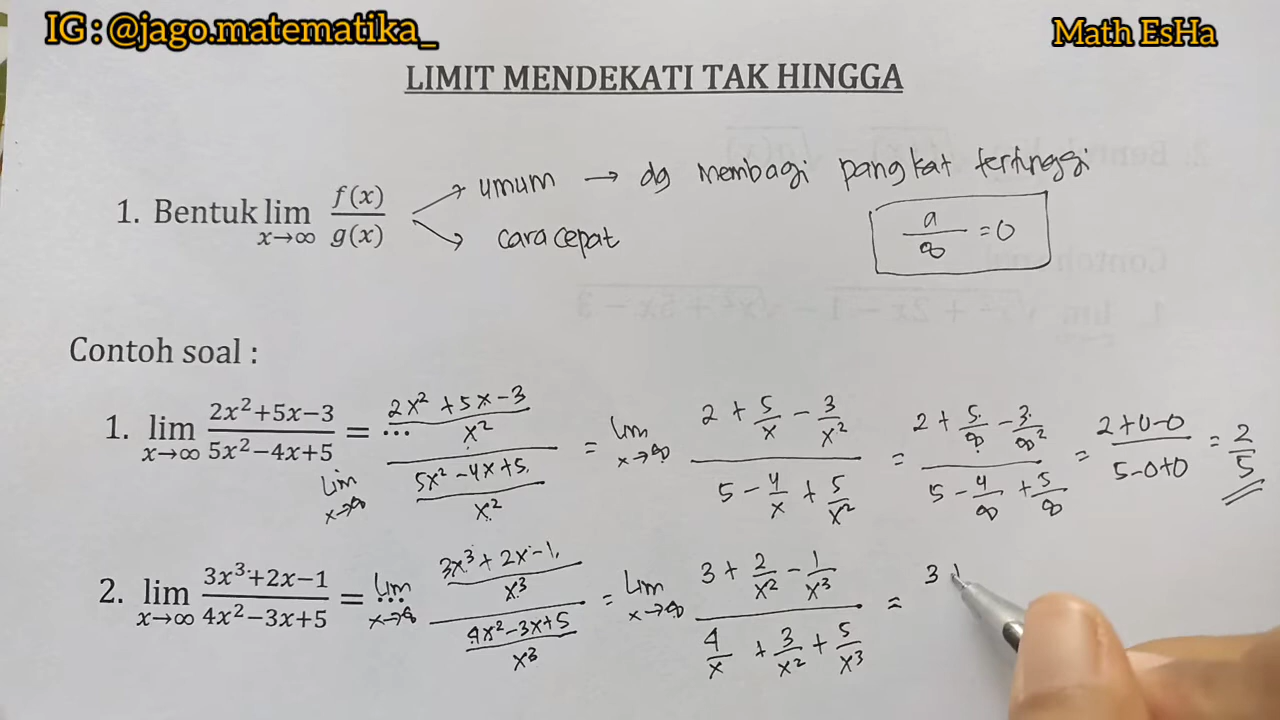 IG : @jago.matematika_
Math EsHa
LIMIT MENDEKATI TAK HINGGA
1. Bentuk lim x→∞ f(x)/g(x)
umum → dg membagi pangkat tertinggi
cara cepat
a/∞ = 0
Contoh soal :
1. lim x→∞ (2x²+5x−3)/(5x²−4x+5) = ... lim x→∞ ((2x²+5x−3)/x²)/((5x²−4x+5)/x²) = lim x→∞ (2 + 5/x − 3/x²)/(5 − 4/x + 5/x²) = (2 + 5/∞ − 3/∞²)/(5 − 4/∞ + 5/∞) = (2+0−0)/(5−0+0) = 2/5
2. lim x→∞ (3x³+2x−1)/(4x²−3x+5) = ... lim x→∞ ((3x³+2x−1)/x³)/((4x²−3x+5)/x³) = lim x→∞ (3 + 2/x² − 1/x³)/(4/x + 3/x² + 5/x³) = 3